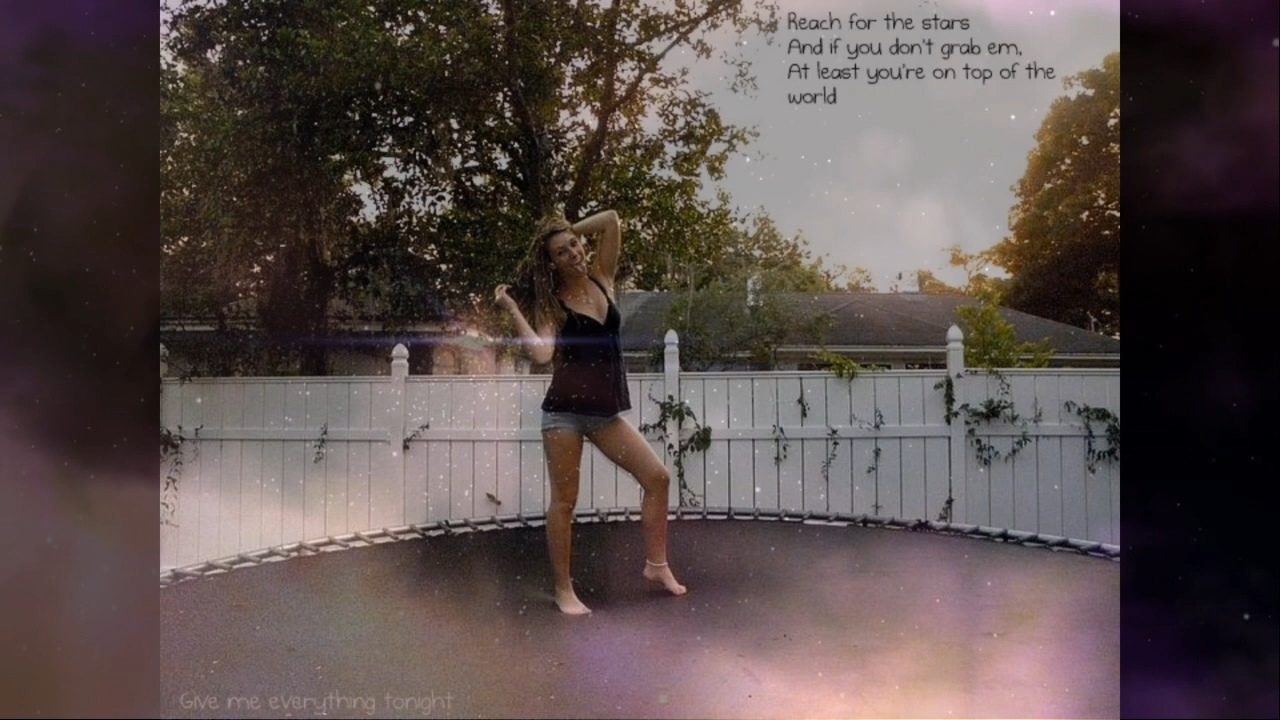 Reach for the stars
And if you don't grab em,
At least you're on top of the
world
Give me everything tonight